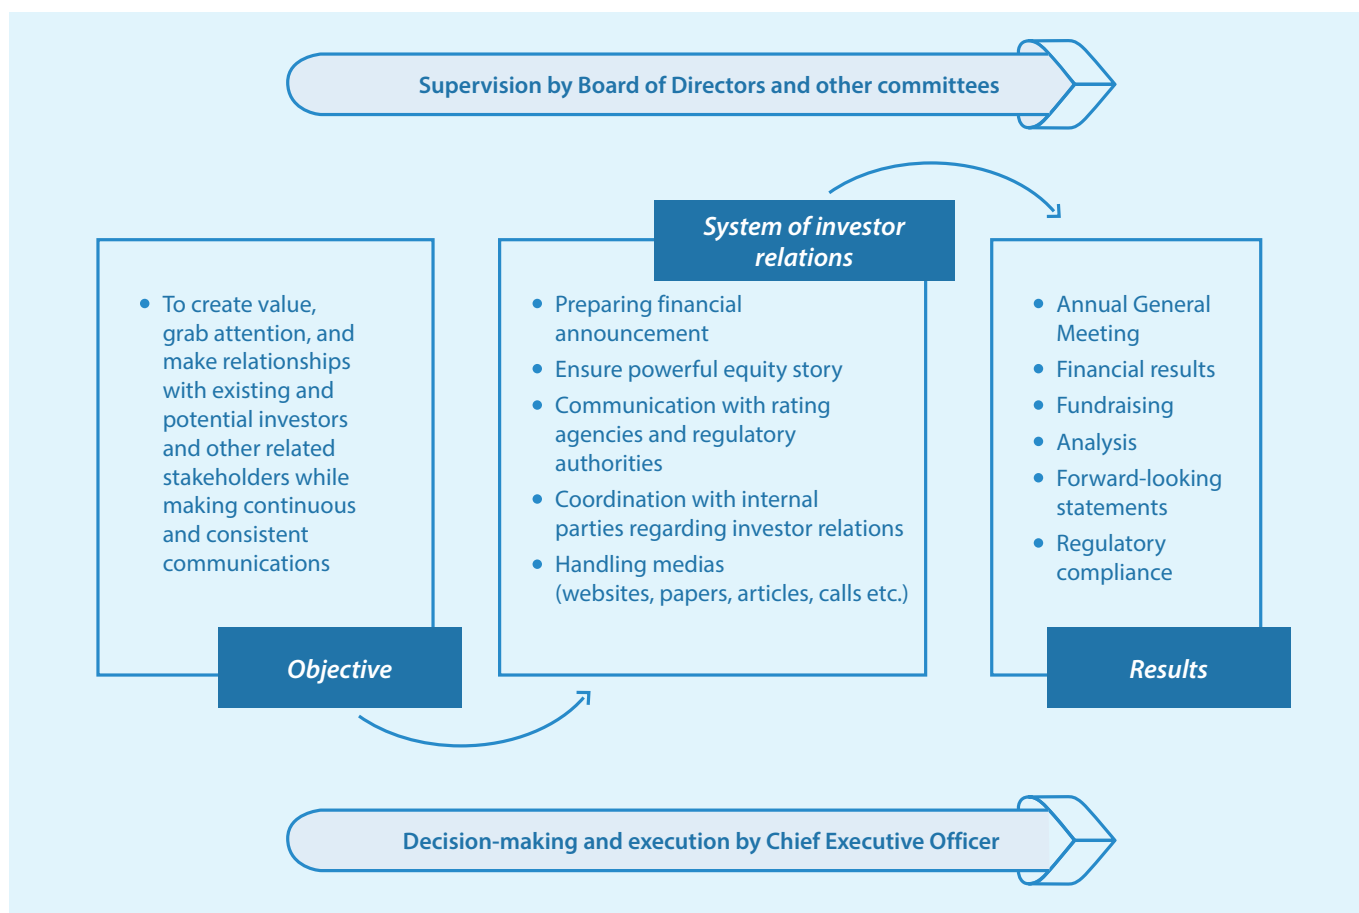 Supervision by Board of Directors and other committees
• To create value,
grab attention, and
make relationships
with existing and
potential investors
and other related
stakeholders while
making continuous
and consistent
communications
Objective
System of investor
relations
• Preparing financial
announcement
• Ensure powerful equity story
• Communication with rating
agencies and regulatory
authorities
• Coordination with internal
parties regarding investor relations
• Handling medias
(websites, papers, articles, calls etc.)
• Annual General
Meeting
• Financial results
• Fundraising
• Analysis
• Forward-looking
statements
• Regulatory
compliance
Results
Decision-making and execution by Chief Executive Officer